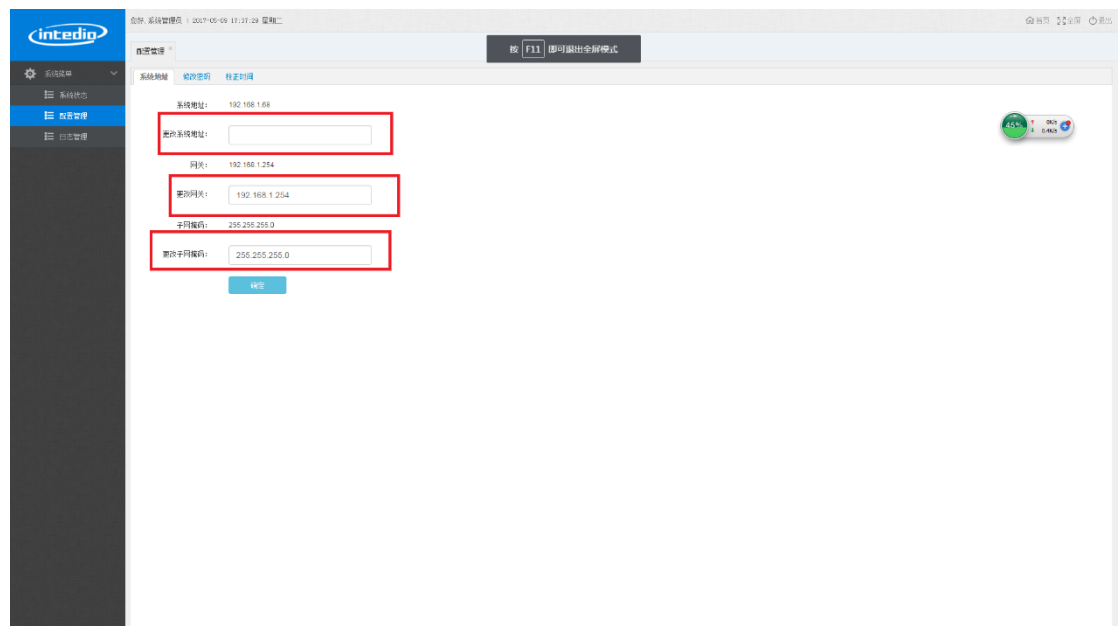 intedio
您好, 系统管理员 | 2017-05-09 17:37:29 星期二
首页 全屏 退出
配置管理 ×
按 F11 即可退出全屏模式
系统菜单
系统状态
配置管理
日志管理
系统地址 修改密码 校正时间
系统地址: 192.168.1.68
更改系统地址:
网关: 192.168.1.254
更改网关: 192.168.1.254
子网掩码: 255.255.255.0
更改子网掩码: 255.255.255.0
确定
45% 0K/s
0.4K/s